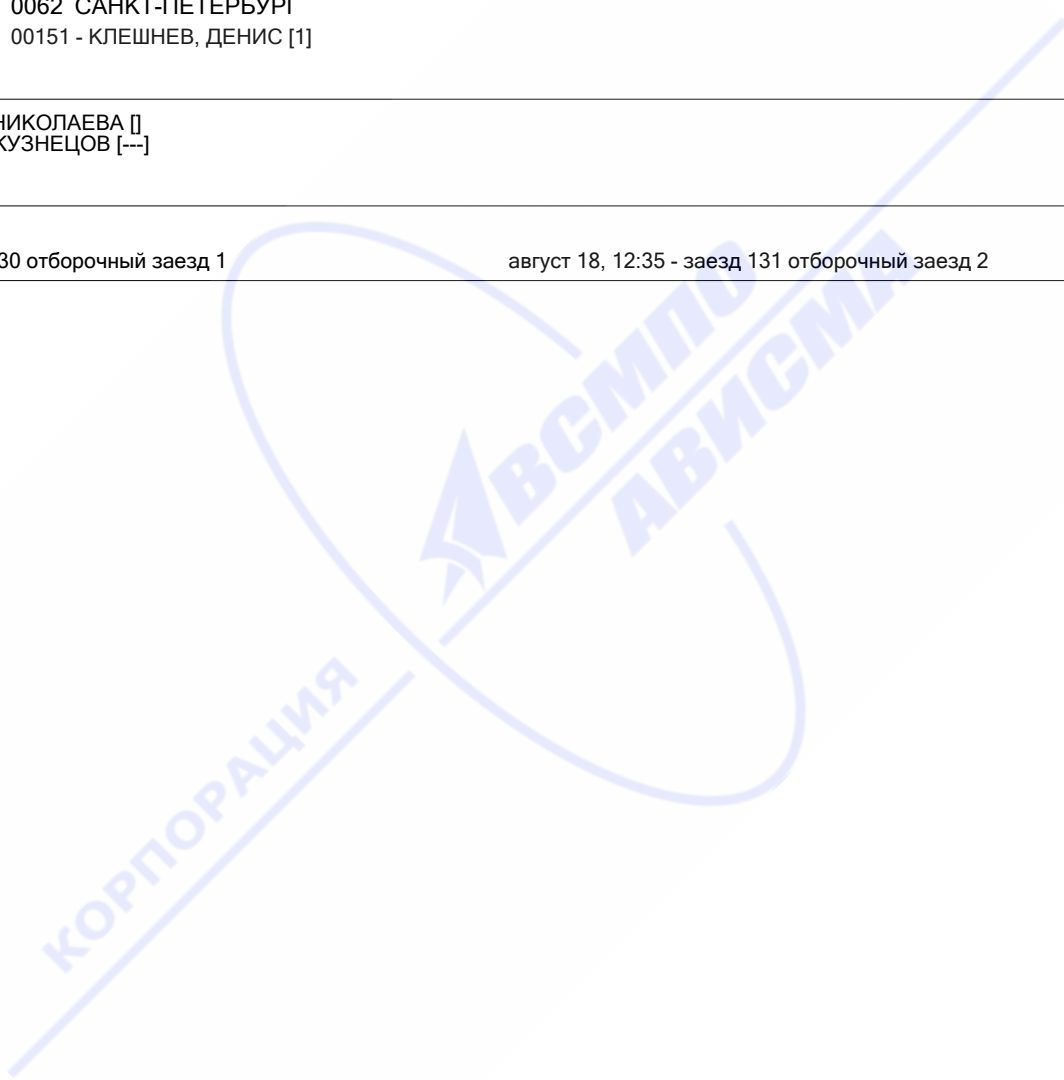 0062 САНКТ-ПЕТЕРБУРГ
00151 - КЛЕШНЕВ, ДЕНИС [1]
НИКОЛАЕВА []
КУЗНЕЦОВ [---]
30 отборочный заезд 1
август 18, 12:35 - заезд 131 отборочный заезд 2
ВСМПО
АВИСМА
КОРПОРАЦИЯ